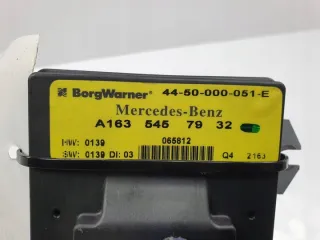 BorgWarner 44-50-000-051-E
Mercedes-Benz
A163 545 79 32
HW: 0139 065812
SW: 0139 DI: 03 Q4 2163